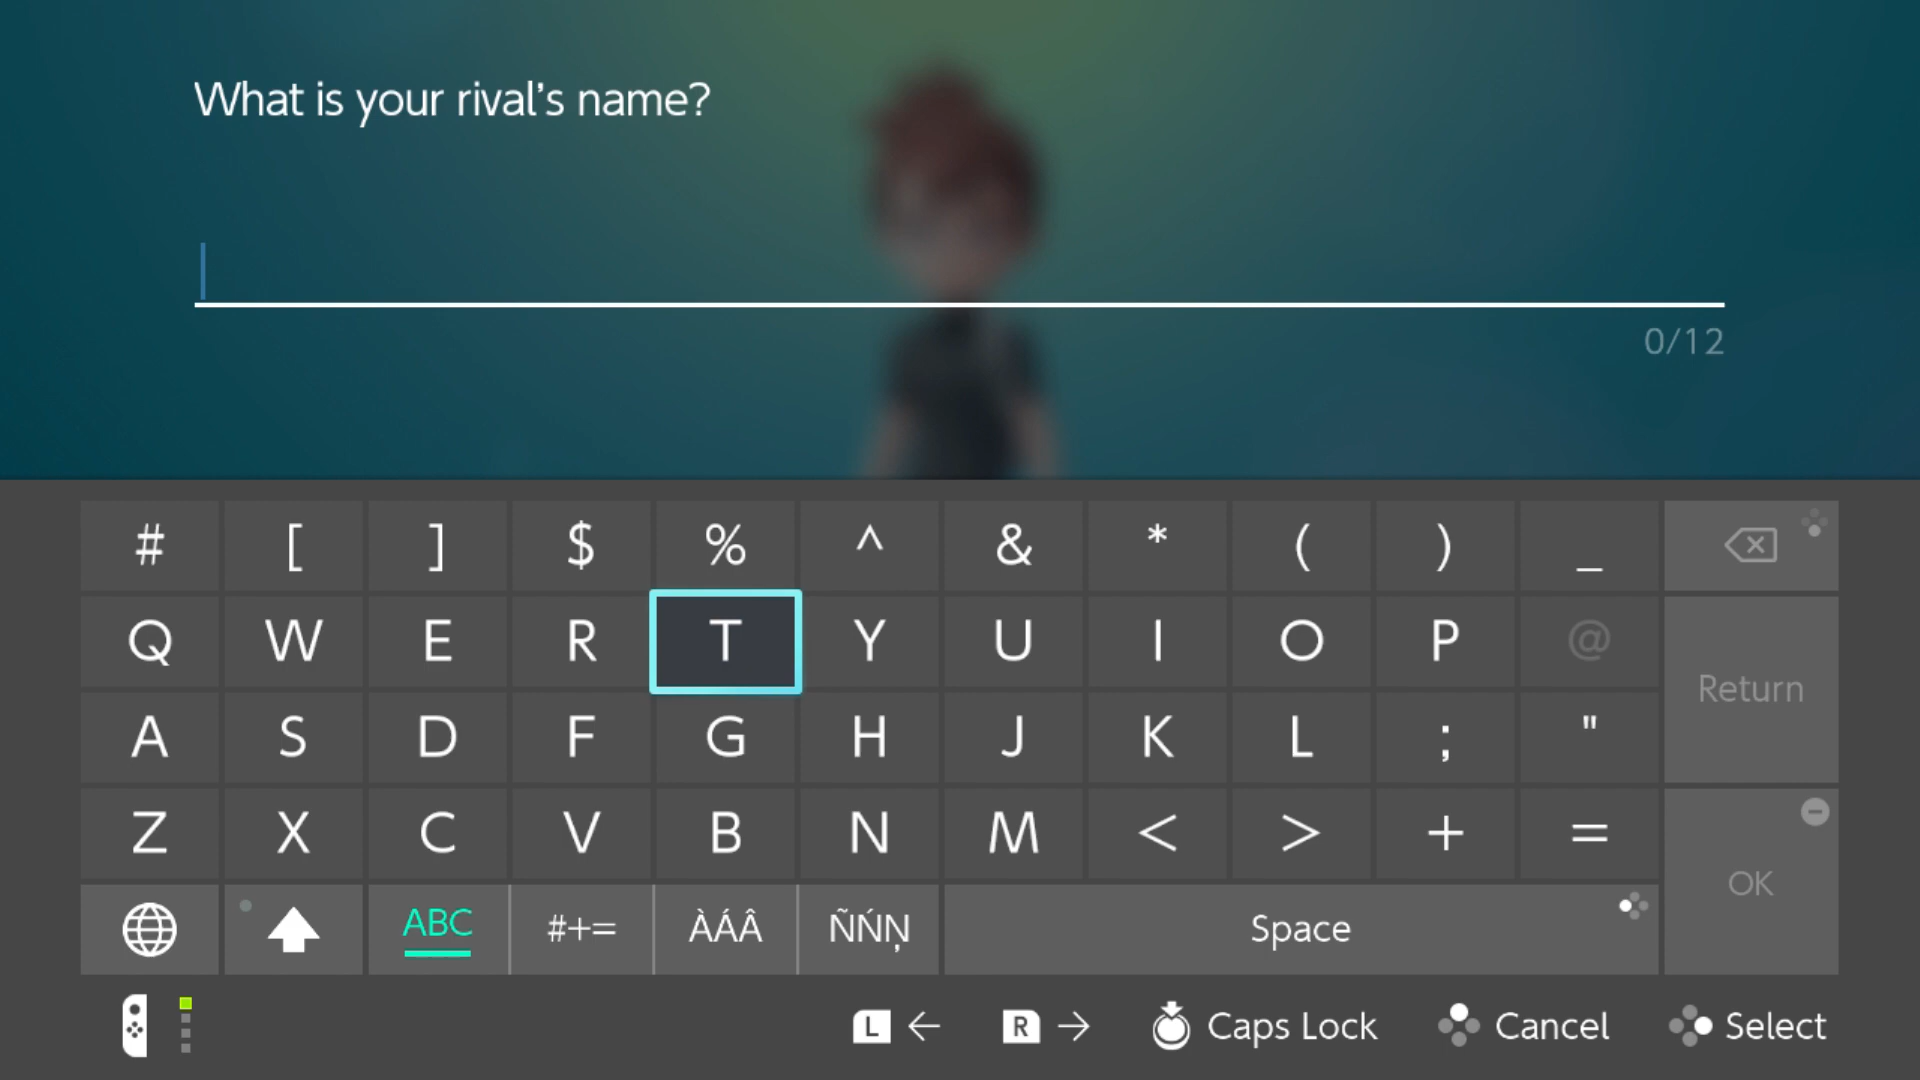 What is your rival's name?
0/12
# [ ] $ % ^ & * ( ) _
Q W E R T Y U I O P @
Return
A S D F G H J K L ; "
Z X C V B N M < > + =
OK
ABC #+= ÀÁÂ ÑŃŅ Space
L ← R → Caps Lock Cancel Select